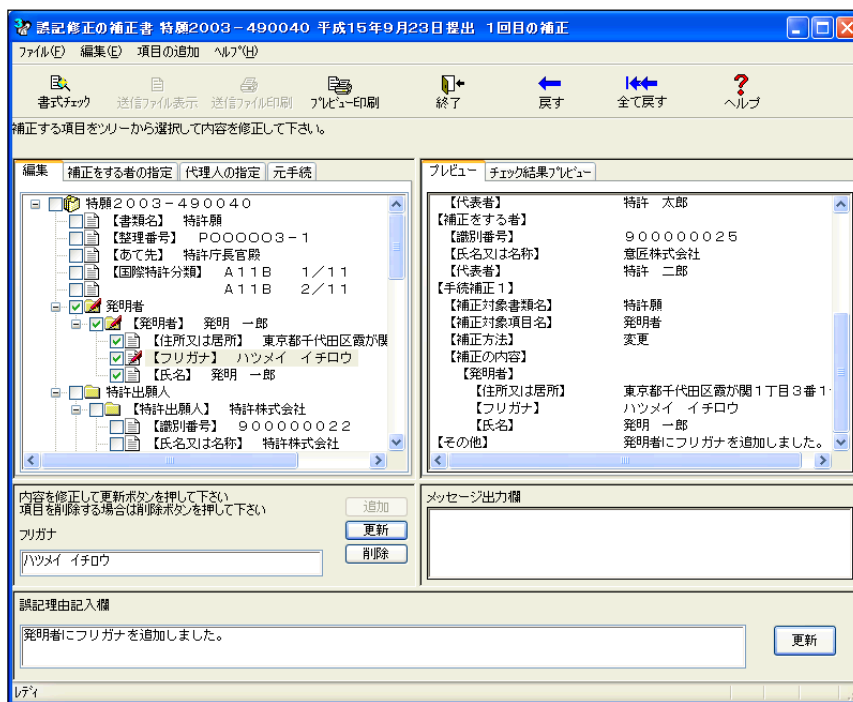 誤記修正の補正書 特願2003－490040 平成15年9月23日提出 1回目の補正
ファイル(F) 編集(E) 項目の追加 ヘルプ(H)
書式チェック 送信ファイル表示 送信ファイル印刷 プレビュー印刷 終了 戻す 全て戻す ヘルプ
補正する項目をツリーから選択して内容を修正して下さい。
編集 補正をする者の指定 代理人の指定 元手続
特願２００３－４９００４０
【書類名】 特許願
【整理番号】 Ｐ０００００３－１
【あて先】 特許庁長官殿
【国際特許分類】 Ａ１１Ｂ １／１１
Ａ１１Ｂ ２／１１
発明者
【発明者】 発明 一郎
【住所又は居所】 東京都千代田区霞が関
【フリガナ】 ハツメイ イチロウ
【氏名】 発明 一郎
特許出願人
【特許出願人】 特許株式会社
【識別番号】 ９０００００００２２
【氏名又は名称】 特許株式会社
プレビュー チェック結果プレビュー
【代表者】 特許 太郎
【補正をする者】
【識別番号】 ９０００００００２５
【氏名又は名称】 意匠株式会社
【代表者】 特許 二郎
【手続補正１】
【補正対象書類名】 特許願
【補正対象項目名】 発明者
【補正方法】 変更
【補正の内容】
【発明者】
【住所又は居所】 東京都千代田区霞が関１丁目３番１
【フリガナ】 ハツメイ イチロウ
【氏名】 発明 一郎
【その他】 発明者にフリガナを追加しました。
内容を修正して更新ボタンを押して下さい
項目を削除する場合は削除ボタンを押して下さい
追加
フリガナ
更新
ハツメイ イチロウ
削除
メッセージ出力欄
誤記理由記入欄
発明者にフリガナを追加しました。
更新
レディ